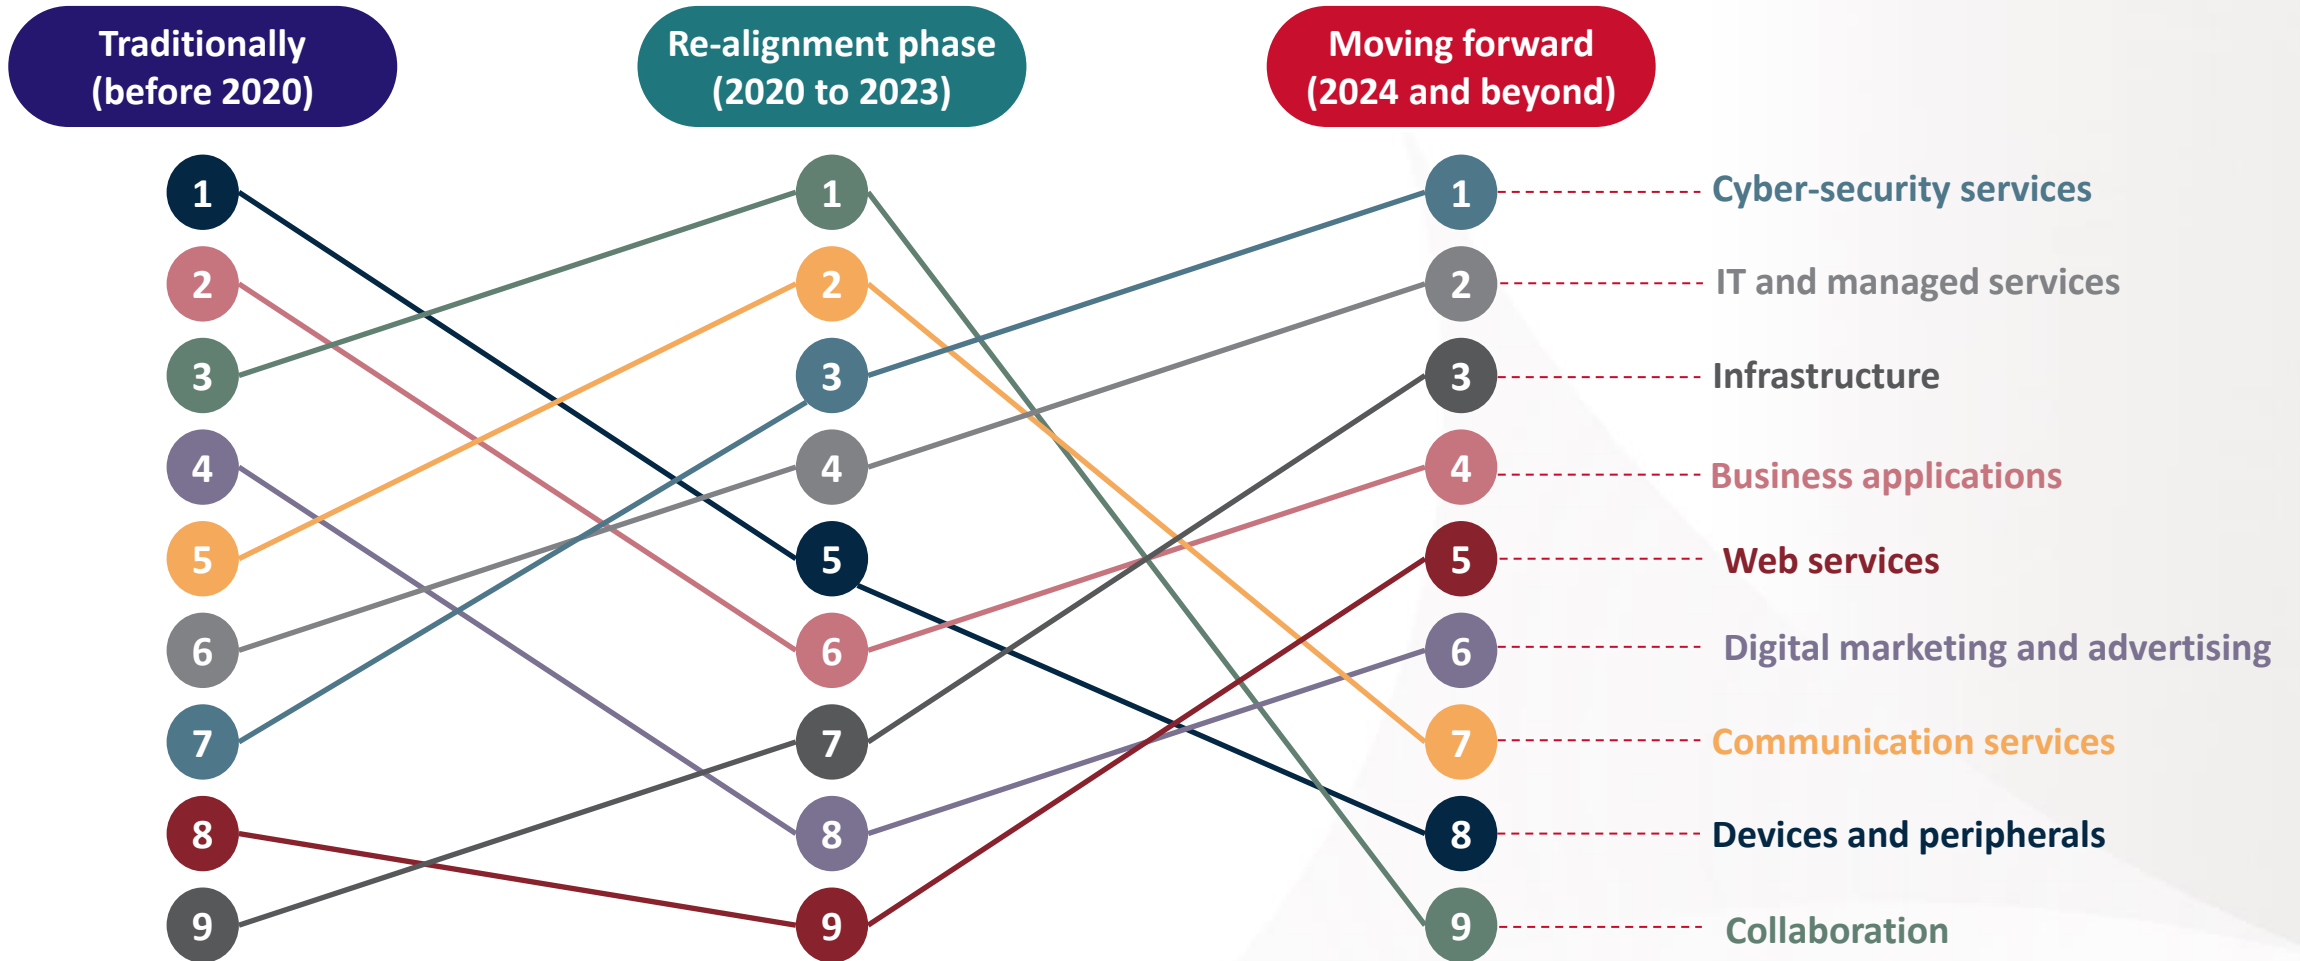 Traditionally
(before 2020)
Re-alignment phase
(2020 to 2023)
Moving forward
(2024 and beyond)
1
1
1
Cyber-security services
2
2
2
IT and managed services
3
3
3
Infrastructure
4
4
4
Business applications
5
5
5
Web services
6
6
6
Digital marketing and advertising
7
7
7
Communication services
8
8
8
Devices and peripherals
9
9
9
Collaboration